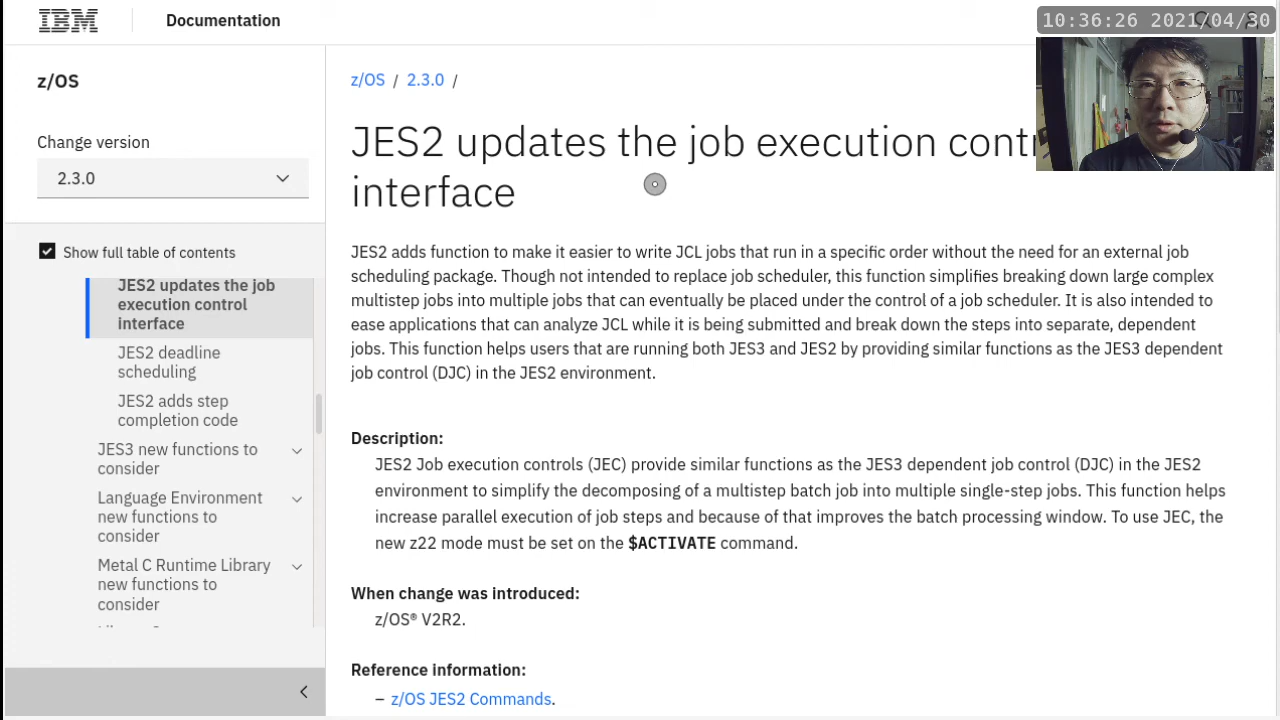 IBM
Documentation
10:36:26 2021/04/30
z/OS
Change version
2.3.0
Show full table of contents
JES2 updates the job
execution control
interface
JES2 deadline
scheduling
JES2 adds step
completion code
JES3 new functions to
consider
Language Environment
new functions to
consider
Metal C Runtime Library
new functions to
consider
z/OS / 2.3.0 /
JES2 updates the job execution contr
interface
JES2 adds function to make it easier to write JCL jobs that run in a specific order without the need for an external job
scheduling package. Though not intended to replace job scheduler, this function simplifies breaking down large complex
multistep jobs into multiple jobs that can eventually be placed under the control of a job scheduler. It is also intended to
ease applications that can analyze JCL while it is being submitted and break down the steps into separate, dependent
jobs. This function helps users that are running both JES3 and JES2 by providing similar functions as the JES3 dependent
job control (DJC) in the JES2 environment.
Description:
JES2 Job execution controls (JEC) provide similar functions as the JES3 dependent job control (DJC) in the JES2
environment to simplify the decomposing of a multistep batch job into multiple single-step jobs. This function helps
increase parallel execution of job steps and because of that improves the batch processing window. To use JEC, the
new z22 mode must be set on the $ACTIVATE command.
When change was introduced:
z/OS® V2R2.
Reference information:
– z/OS JES2 Commands.